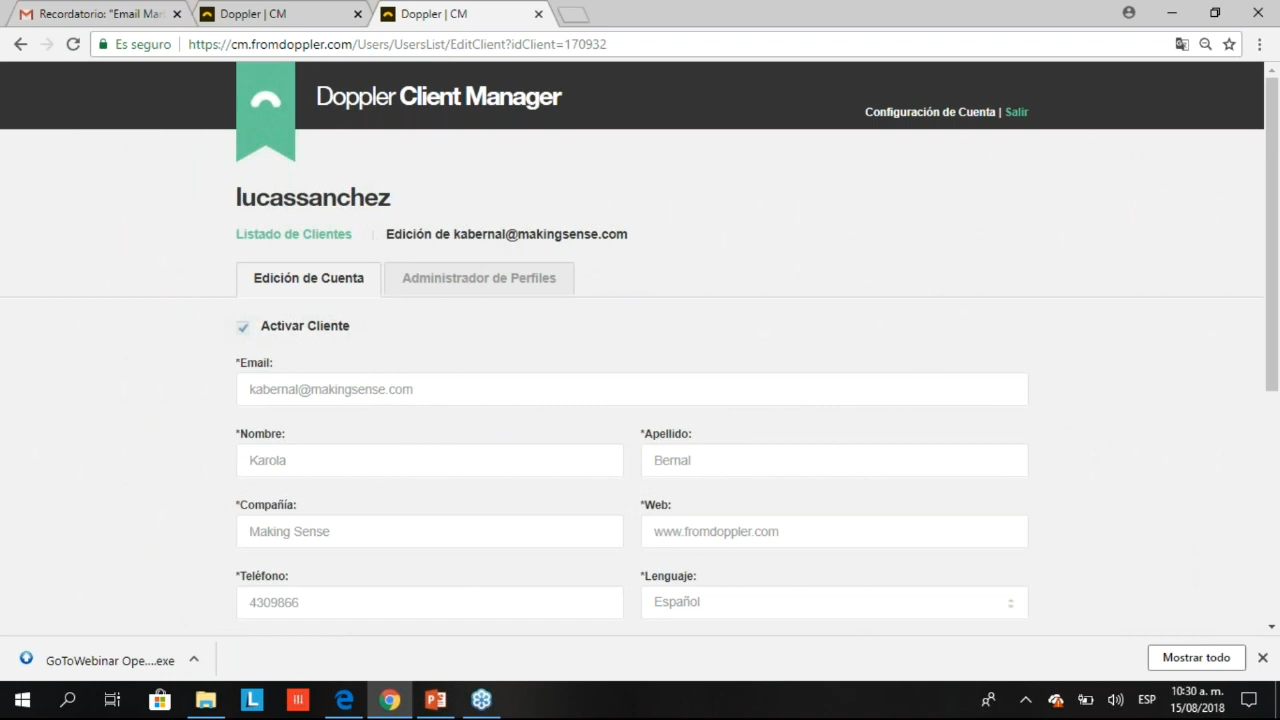 Recordatorio: "Email Mar
Doppler | CM
Doppler | CM
Es seguro
https://cm.fromdoppler.com/Users/UsersList/EditClient?idClient=170932
Doppler Client Manager
Configuración de Cuenta | Salir
lucassanchez
Listado de Clientes | Edición de kabernal@makingsense.com
Edición de Cuenta
Administrador de Perfiles
Activar Cliente
*Email:
kabernal@makingsense.com
*Nombre:
*Apellido:
Karola
Bernal
*Compañía:
*Web:
Making Sense
www.fromdoppler.com
*Teléfono:
*Lenguaje:
4309866
Español
GoToWebinar Ope....exe
Mostrar todo
ESP
10:30 a. m.
15/08/2018